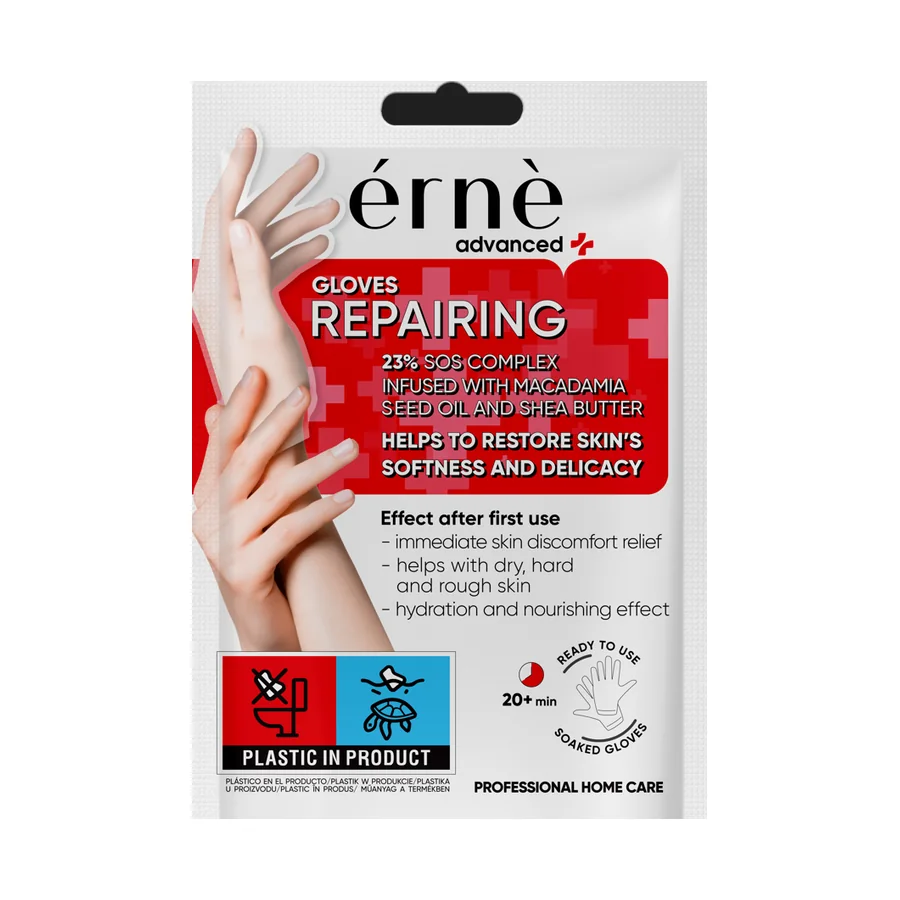 érnè
advanced
GLOVES
REPAIRING
23% SOS COMPLEX
INFUSED WITH MACADAMIA
SEED OIL AND SHEA BUTTER
HELPS TO RESTORE SKIN'S
SOFTNESS AND DELICACY
Effect after first use
- immediate skin discomfort relief
- helps with dry, hard
and rough skin
- hydration and nourishing effect
READY TO USE
20+ min
SOAKED GLOVES
PLASTIC IN PRODUCT
PLÁSTICO EN EL PRODUCTO/PLASTIK W PRODUKCIE/PLASTIKA
U PROIZVODU/PLASTIC ÎN PRODUS/ MŰANYAG A TERMÉKBEN
PROFESSIONAL HOME CARE